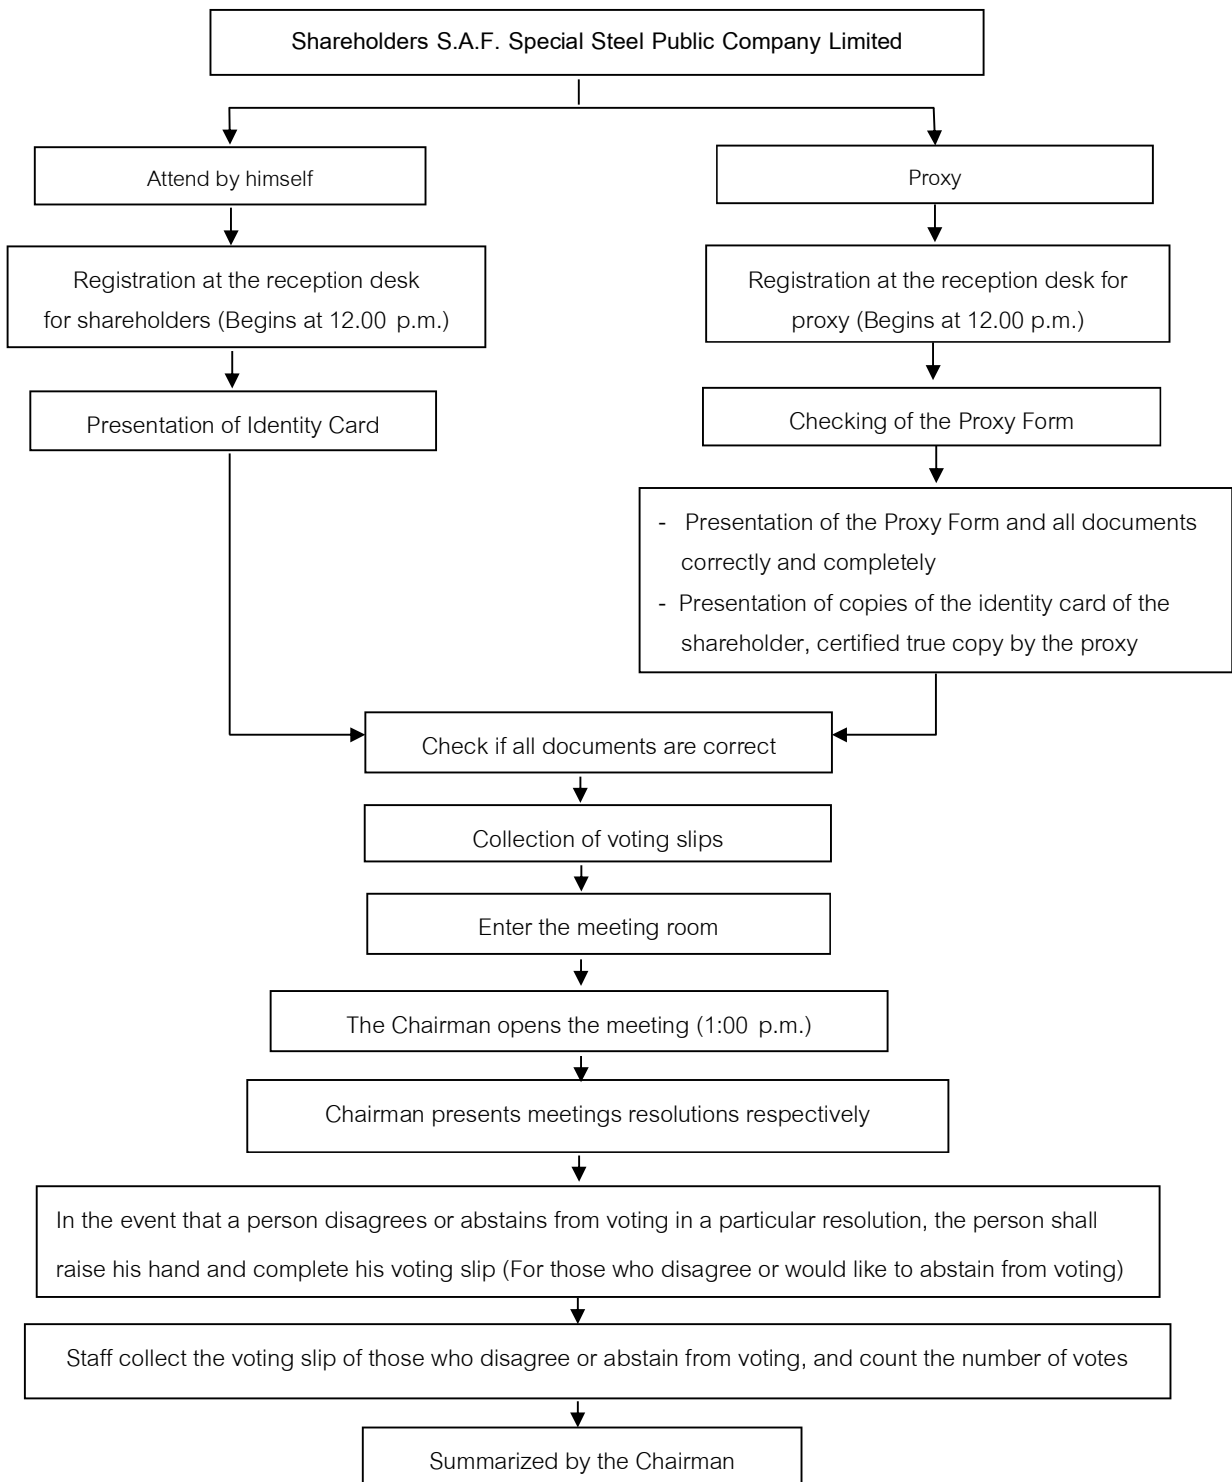 Shareholders S.A.F. Special Steel Public Company Limited
Attend by himself
Proxy
Registration at the reception desk
for shareholders (Begins at 12.00 p.m.)
Registration at the reception desk for
proxy (Begins at 12.00 p.m.)
Presentation of Identity Card
Checking of the Proxy Form
- Presentation of the Proxy Form and all documents
correctly and completely
- Presentation of copies of the identity card of the
shareholder, certified true copy by the proxy
Check if all documents are correct
Collection of voting slips
Enter the meeting room
The Chairman opens the meeting (1:00 p.m.)
Chairman presents meetings resolutions respectively
In the event that a person disagrees or abstains from voting in a particular resolution, the person shall
raise his hand and complete his voting slip (For those who disagree or would like to abstain from voting)
Staff collect the voting slip of those who disagree or abstain from voting, and count the number of votes
Summarized by the Chairman